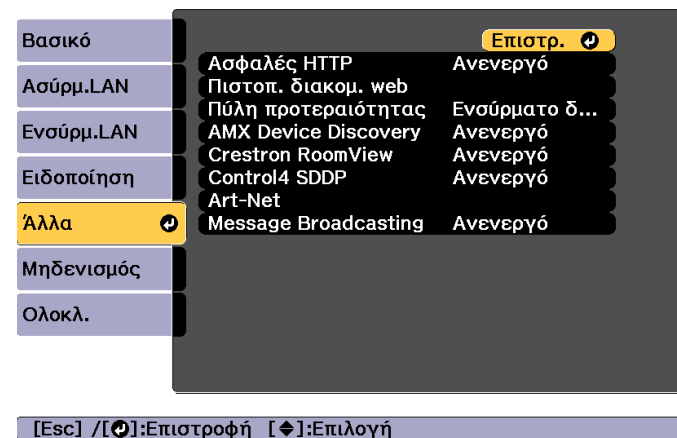 Βασικό
Ασύρμ.LAN
Ενσύρμ.LAN
Ειδοποίηση
Άλλα
Μηδενισμός
Ολοκλ.
Επιστρ.
Ασφαλές HTTP Ανενεργό
Πιστοπ. διακομ. web
Πύλη προτεραιότητας Ενσύρματο δ...
AMX Device Discovery Ανενεργό
Crestron RoomView Ανενεργό
Control4 SDDP Ανενεργό
Art-Net
Message Broadcasting Ανενεργό
[Esc] /[⏎]:Επιστροφή [◆]:Επιλογή